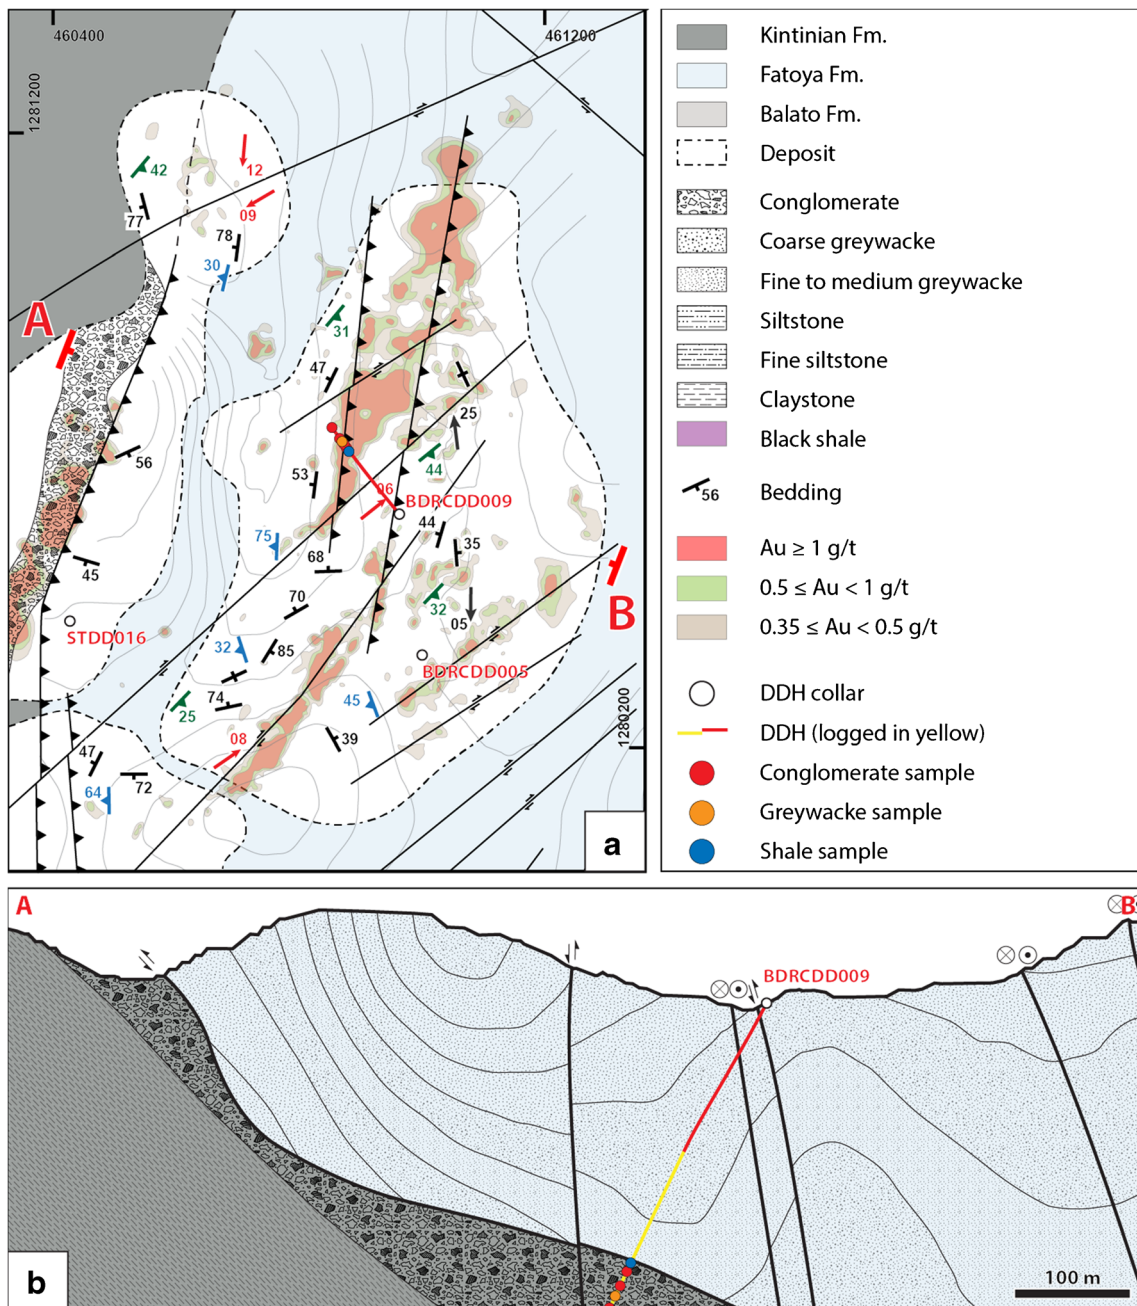 460400
461200
1281200
Kintinian Fm.
Fatoya Fm.
Balato Fm.
Deposit
Conglomerate
Coarse greywacke
Fine to medium greywacke
Siltstone
Fine siltstone
Claystone
Black shale
56 Bedding
Au ≥ 1 g/t
0.5 ≤ Au < 1 g/t
0.35 ≤ Au < 0.5 g/t
DDH collar
DDH (logged in yellow)
Conglomerate sample
Greywacke sample
Shale sample
42
12
77
09
78
30
A
31
47
25
56
44
53
06
BDRCDD009
75
44
35
68
45
32
B
70
05
STDD016
32
85
BDRCDD005
74
45
25
1280200
08
39
47
72
64
a
A
B
BDRCDD009
b
100 m